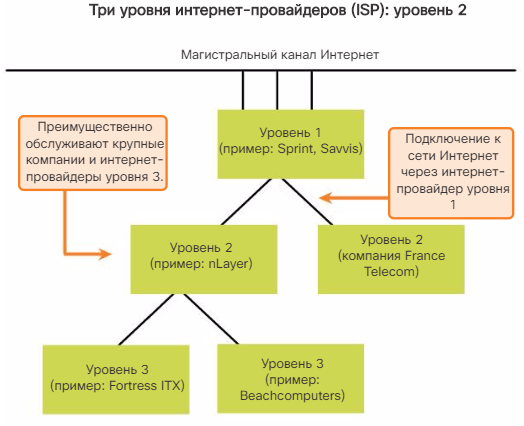 Три уровня интернет-провайдеров (ISP): уровень 2
Магистральный канал Интернет
Преимущественно
обслуживают крупные
компании и интернет-
провайдеры уровня 3.
Уровень 1
(пример: Sprint, Savvis)
Подключение к
сети Интернет
через интернет-
провайдер уровня
1
Уровень 2
(пример: nLayer)
Уровень 2
(компания France
Telecom)
Уровень 3
(пример: Fortress ITX)
Уровень 3
(пример:
Beachcomputers)